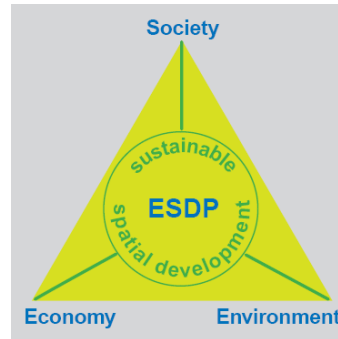 Society
sustainable
ESDP
spatial development
Economy
Environment